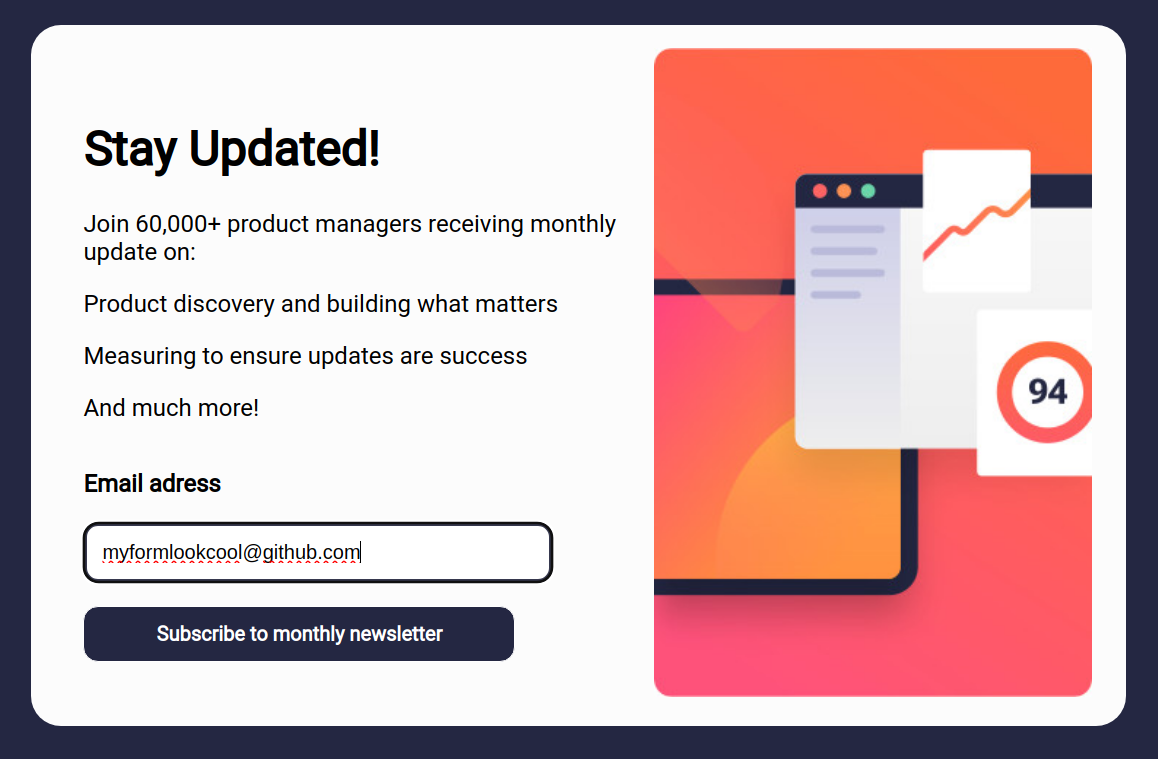 Stay Updated!
Join 60,000+ product managers receiving monthly
update on:
Product discovery and building what matters
Measuring to ensure updates are success
And much more!
Email adress
myformlookcool@github.com
Subscribe to monthly newsletter
94